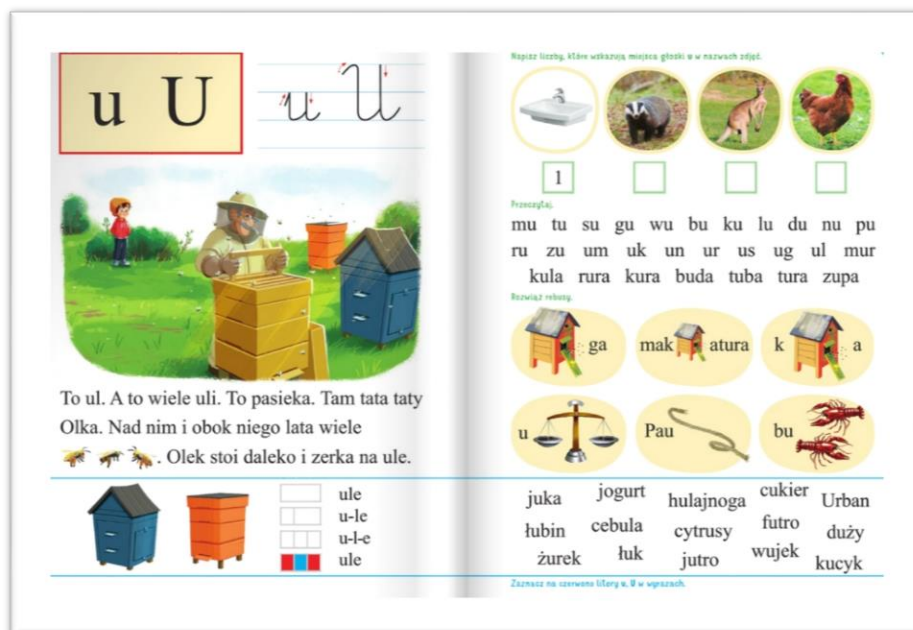 u U
u U
To ul. A to wiele uli. To pasieka. Tam tata taty
Olka. Nad nim i obok niego lata wiele
. Olek stoi daleko i zerka na ule.
ule
u-le
u-l-e
ule
Napisz liczby, które wskazują miejsca głoski u w nazwach zdjęć.
1
Przeczytaj.
mu tu su gu wu bu ku lu du nu pu
ru zu um uk un ur us ug ul mur
kula rura kura buda tuba tura zupa
Rozwiąż rebusy.
ga mak atura k a
u Pau bu
juka jogurt hulajnoga cukier Urban
łubin cebula cytrusy futro duży
żurek łuk jutro wujek kucyk
Zaznacz na czerwono litery u, U w wyrazach.